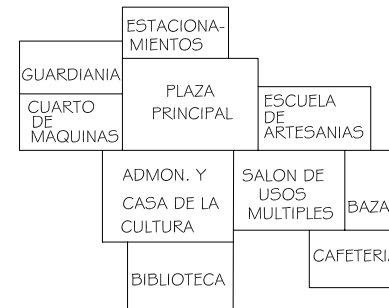 ESTACIONA-
MIENTOS
GUARDIANIA
PLAZA
PRINCIPAL
CUARTO
DE
MAQUINAS
ESCUELA
DE
ARTESANIAS
ADMON. Y
CASA DE LA
CULTURA
SALON DE
USOS
MULTIPLES
BAZA
CAFETERI
BIBLIOTECA